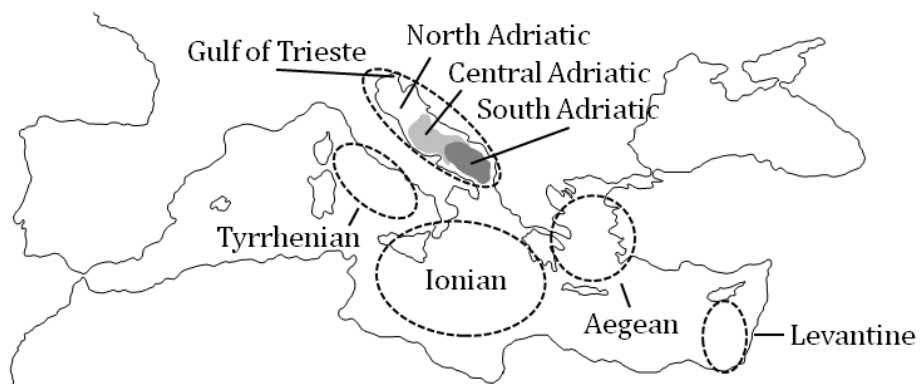 North Adriatic
Gulf of Trieste
Central Adriatic
South Adriatic
Tyrrhenian
Ionian
Aegean
Levantine